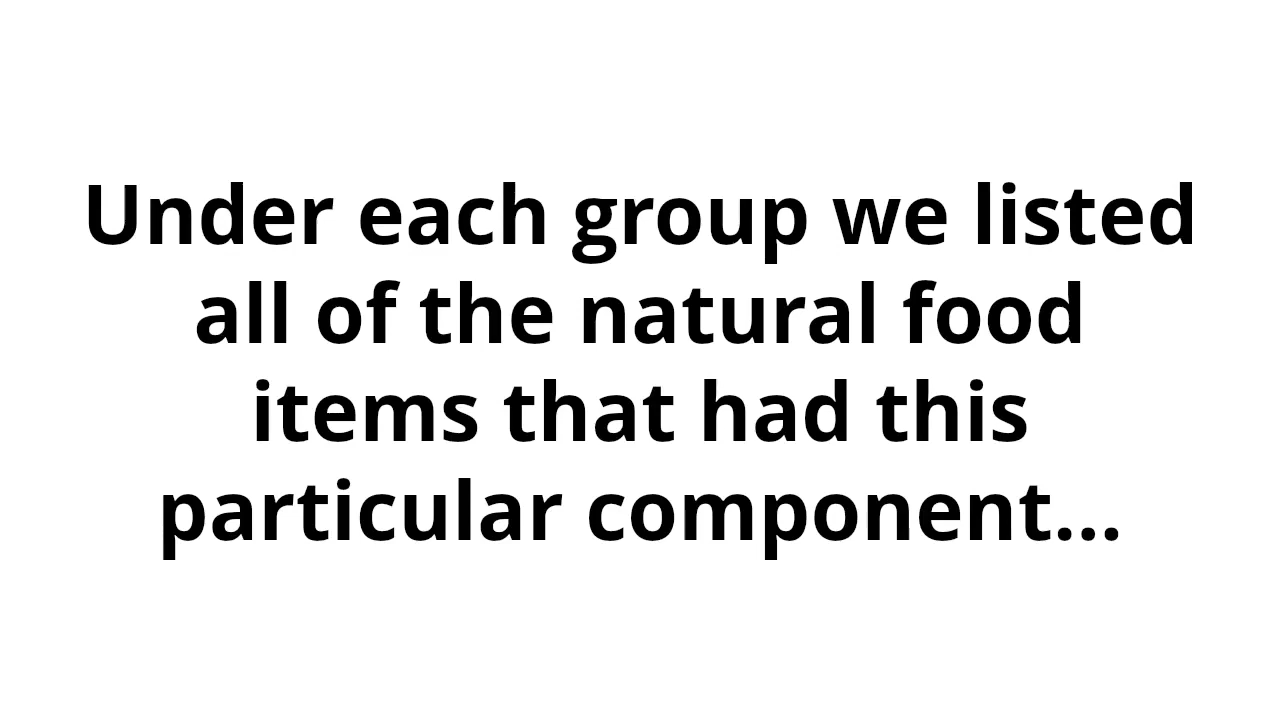 Under each group we listed
all of the natural food
items that had this
particular component...